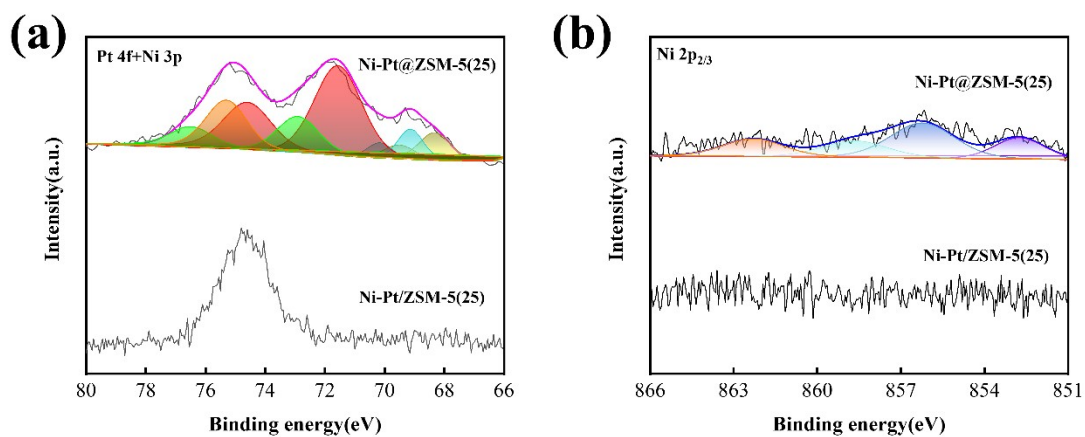 (a)
Pt 4f+Ni 3p
Ni-Pt@ZSM-5(25)
Ni-Pt/ZSM-5(25)
Intensity(a.u.)
80 78 76 74 72 70 68 66
Binding energy(eV)
(b)
Ni 2p2/3
Ni-Pt@ZSM-5(25)
Ni-Pt/ZSM-5(25)
Intensity(a.u.)
866 863 860 857 854 851
Binding energy(eV)